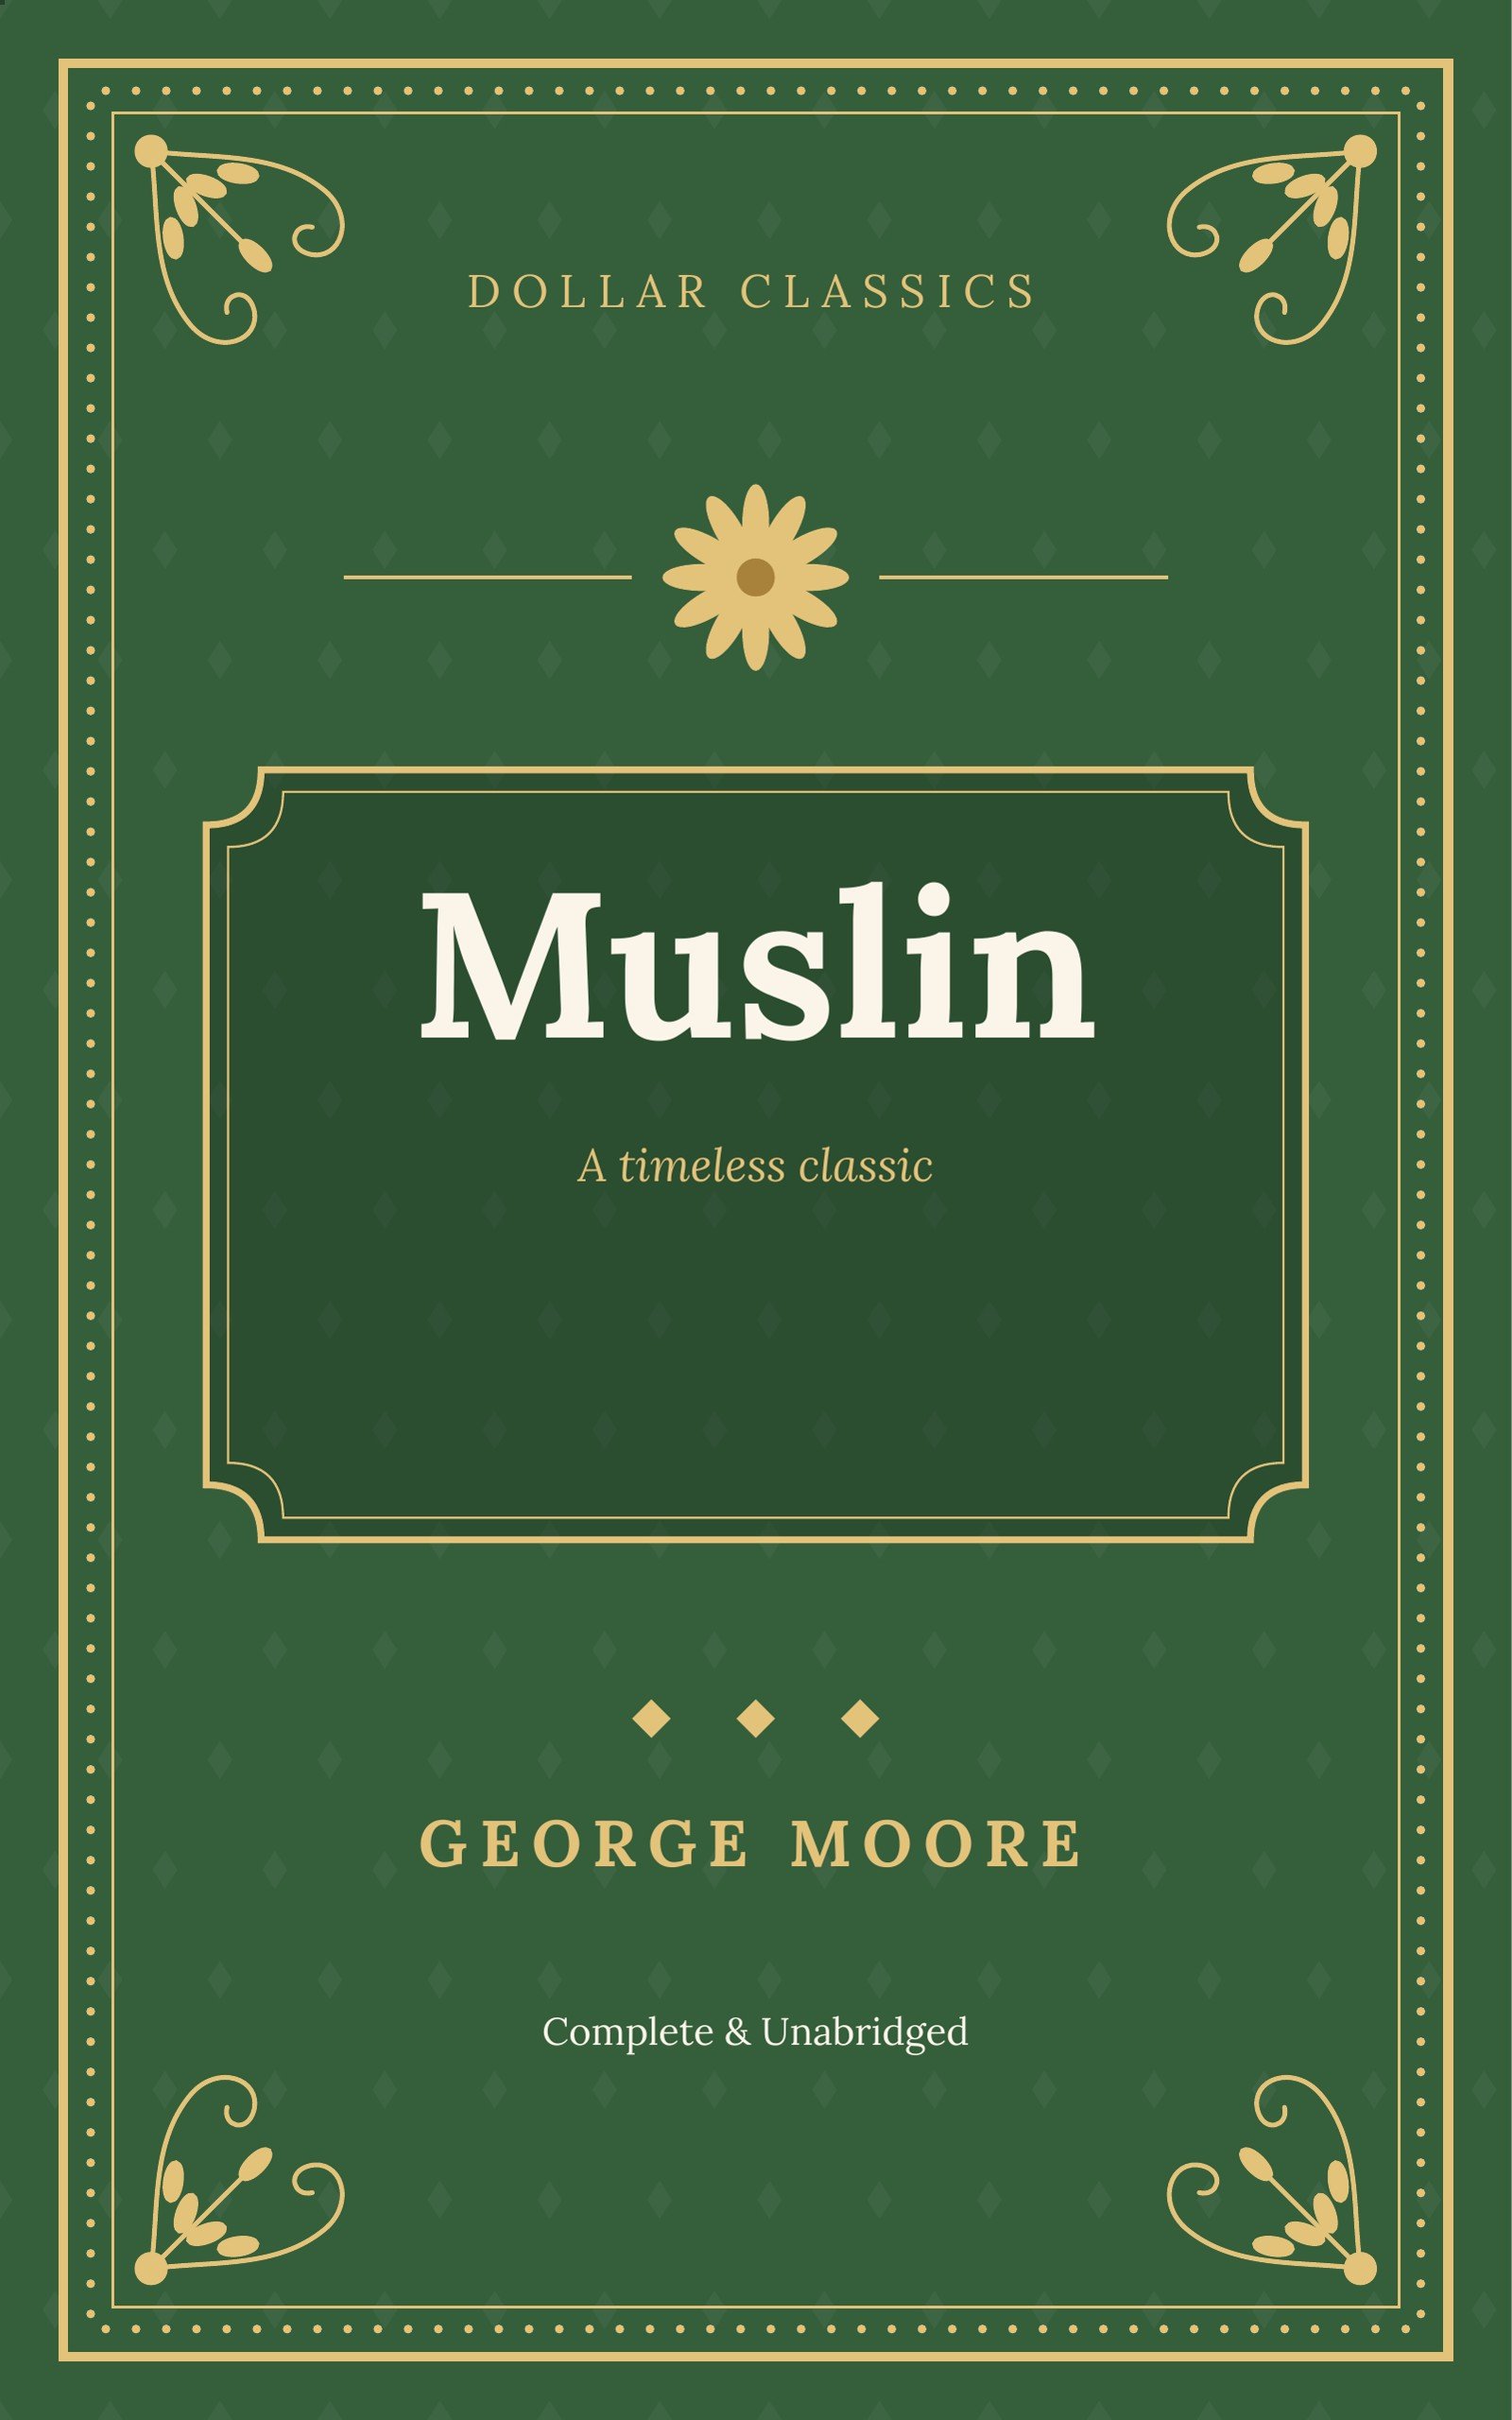 DOLLAR CLASSICS
Muslin
A timeless classic
GEORGE MOORE
Complete & Unabridged